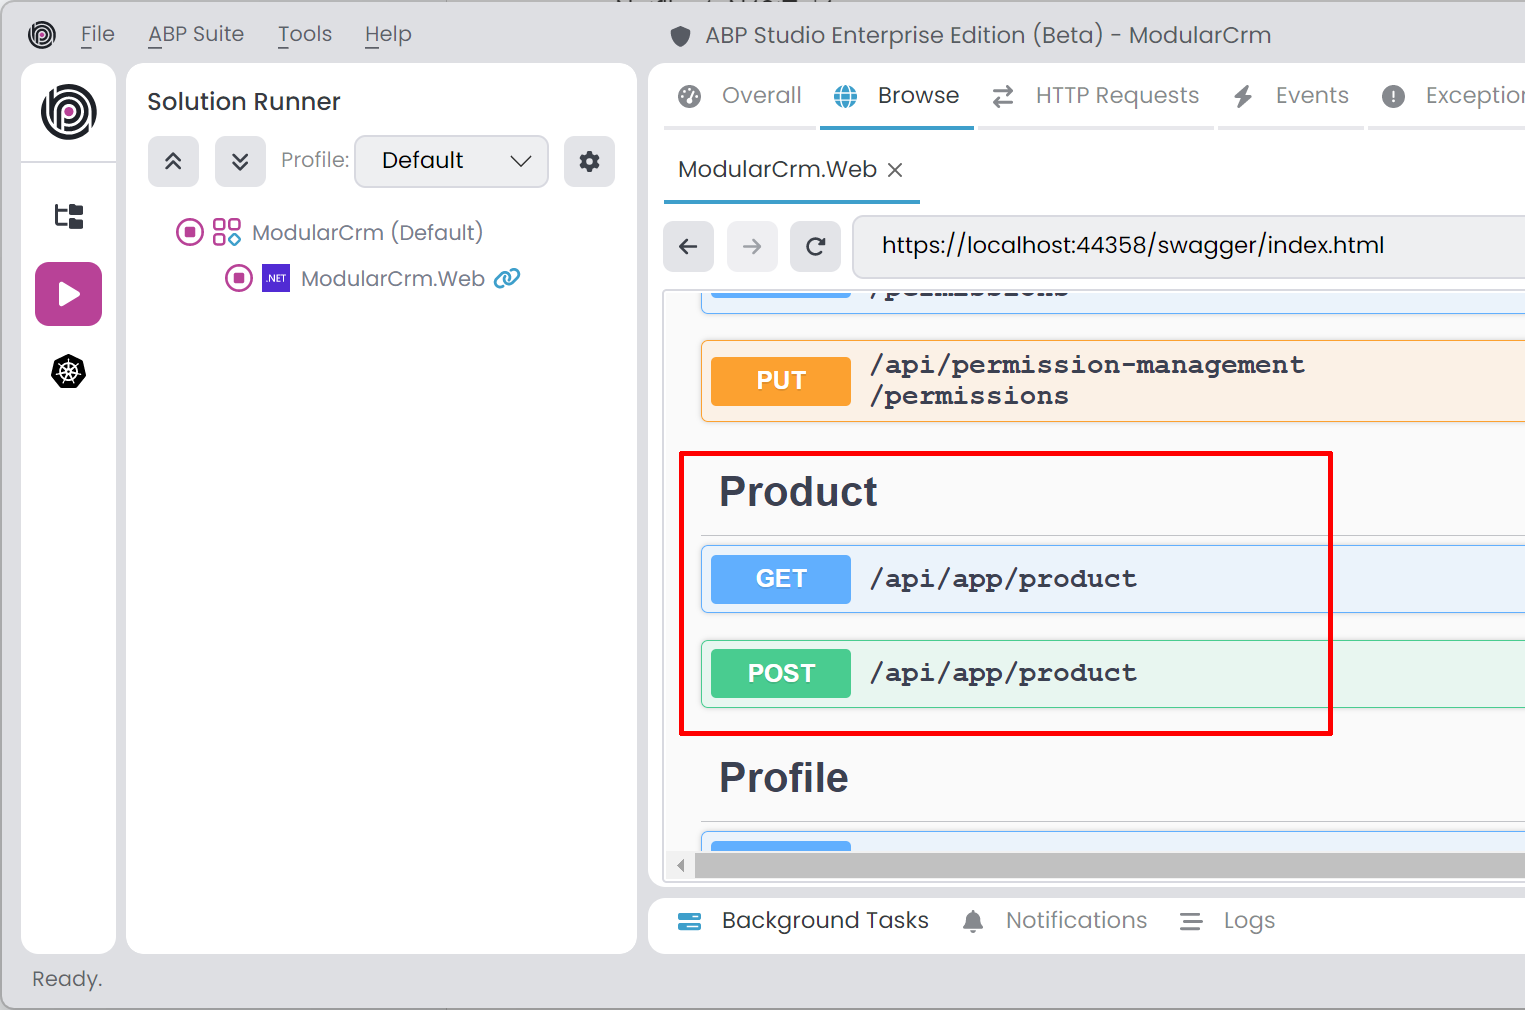 File ABP Suite Tools Help
ABP Studio Enterprise Edition (Beta) - ModularCrm
Solution Runner
Profile: Default
ModularCrm (Default)
.NET ModularCrm.Web
Overall Browse HTTP Requests Events
ModularCrm.Web
https://localhost:44358/swagger/index.html
/permissions
PUT /api/permission-management
/permissions
Product
GET /api/app/product
POST /api/app/product
Profile
Background Tasks Notifications Logs
Ready.